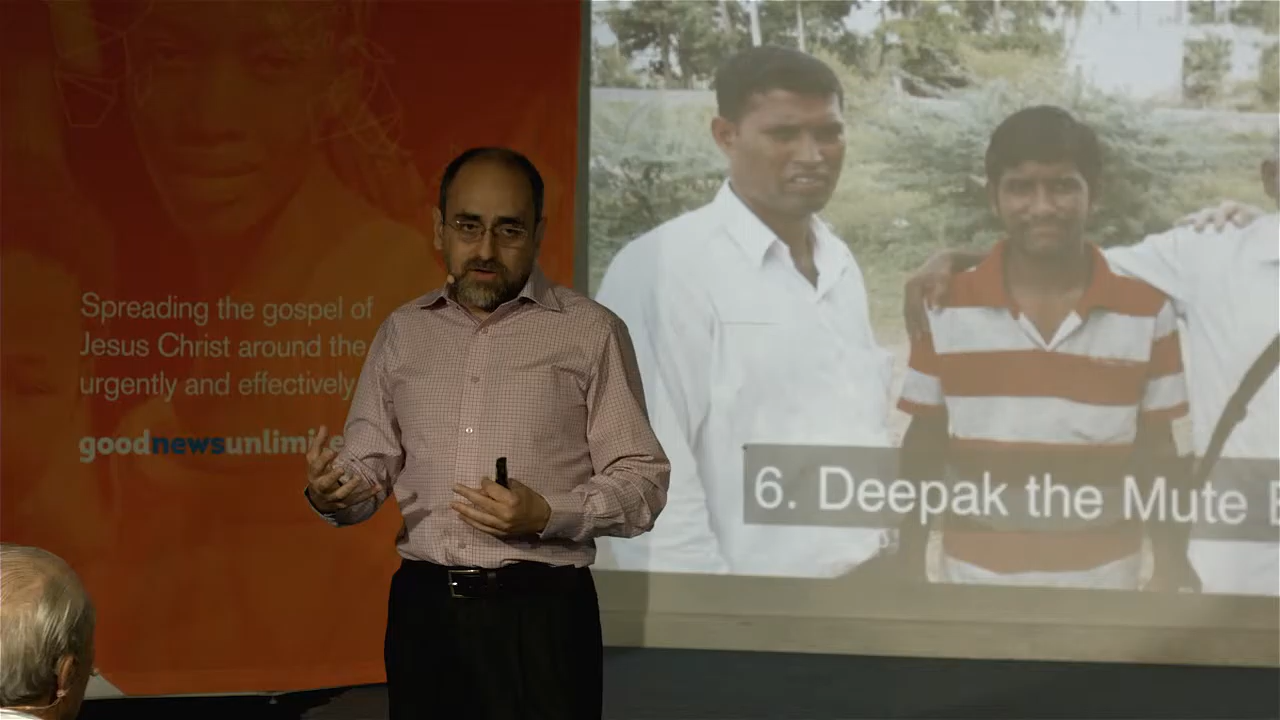 Spreading the gospel of
Jesus Christ around the
urgently and effectively
6. Deepak the Mute